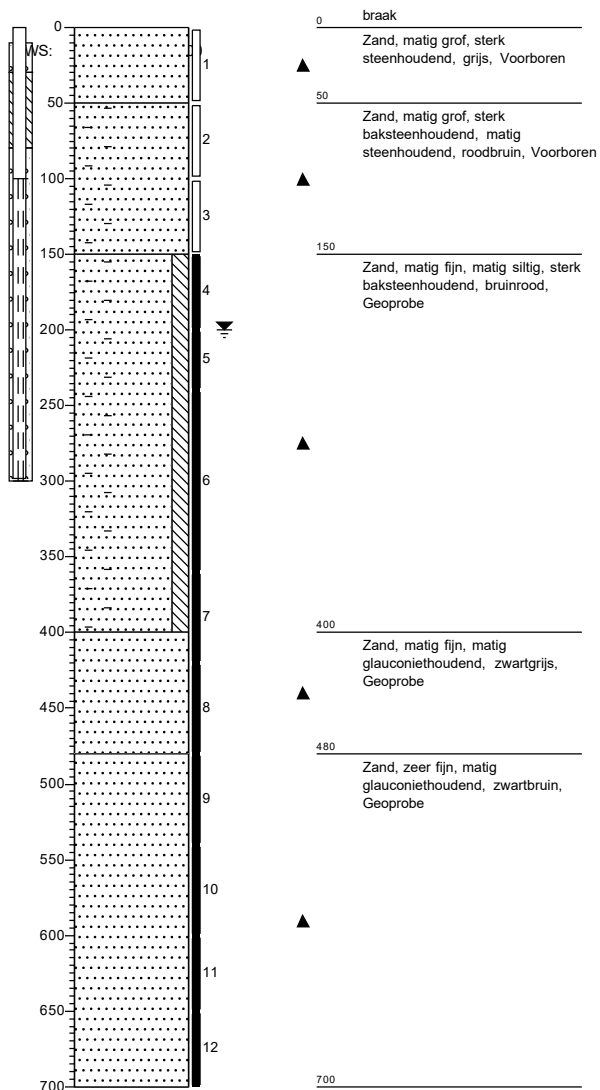 0
WS:
50
100
150
200
250
300
350
400
450
500
550
600
650
700
1
2
3
4
5
6
7
8
9
10
11
12
0
braak
Zand, matig grof, sterk
steenhoudend, grijs, Voorboren
50
Zand, matig grof, sterk
baksteenhoudend, matig
steenhoudend, roodbruin, Voorboren
150
Zand, matig fijn, matig siltig, sterk
baksteenhoudend, bruinrood,
Geoprobe
400
Zand, matig fijn, matig
glauconiethoudend, zwartgrijs,
Geoprobe
480
Zand, zeer fijn, matig
glauconiethoudend, zwartbruin,
Geoprobe
700